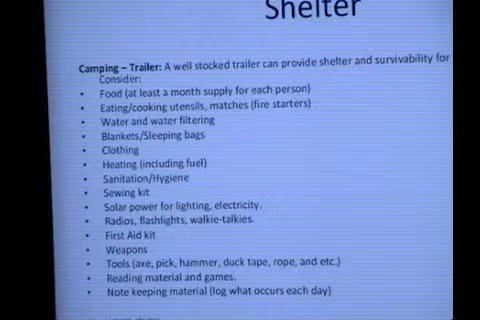 Shelter
Camping – Trailer: A well stocked trailer can provide shelter and survivability for
Consider:
• Food (at least a month supply for each person)
• Eating/cooking utensils, matches (fire starters)
• Water and water filtering
• Blankets/Sleeping bags
• Clothing
• Heating (including fuel)
• Sanitation/Hygiene
• Sewing kit
• Solar power for lighting, electricity.
• Radios, flashlights, walkie-talkies.
• First Aid kit
• Weapons
• Tools (axe, pick, hammer, duck tape, rope, and etc.)
• Reading material and games.
• Note keeping material (log what occurs each day)